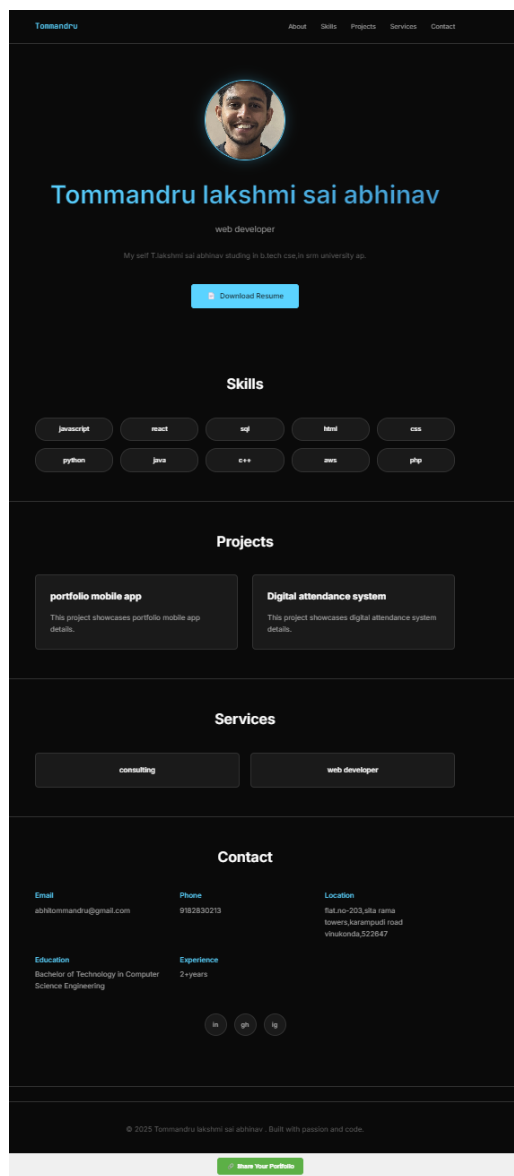 Tommandru
About Skills Projects Services Contact
Tommandru lakshmi sai abhinav
web developer
My self T.lakshmi sai abhinav studing in b.tech cse,in srm university ap.
Download Resume
Skills
javascript react sql html css
python java c++ aws php
Projects
portfolio mobile app
This project showcases portfolio mobile app
details.
Digital attendance system
This project showcases digital attendance system
details.
Services
consulting web developer
Contact
Email
abhitommandru@gmail.com
Phone
9182830213
Location
flat.no-203,sita rama
towers,karampudi road
vinukonda,522647
Education
Bachelor of Technology in Computer
Science Engineering
Experience
2+years
in gh ig
© 2025 Tommandru lakshmi sai abhinav . Built with passion and code.
Share Your Portfolio